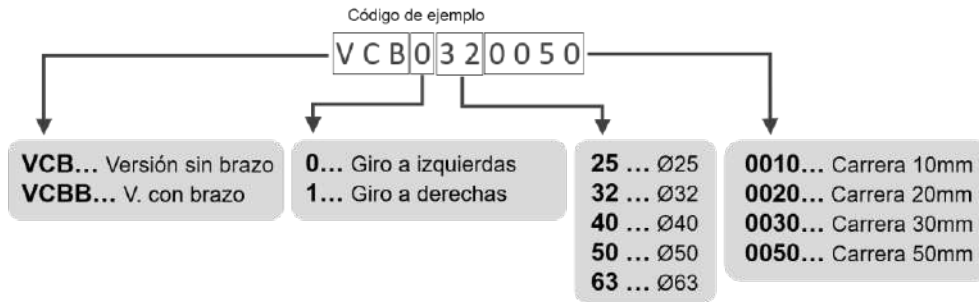 Código de ejemplo
VCB0320050
VCB... Versión sin brazo
VCBB... V. con brazo
0... Giro a izquierdas
1... Giro a derechas
25 ... Ø25
32 ... Ø32
40 ... Ø40
50 ... Ø50
63 ... Ø63
0010... Carrera 10mm
0020... Carrera 20mm
0030... Carrera 30mm
0050... Carrera 50mm